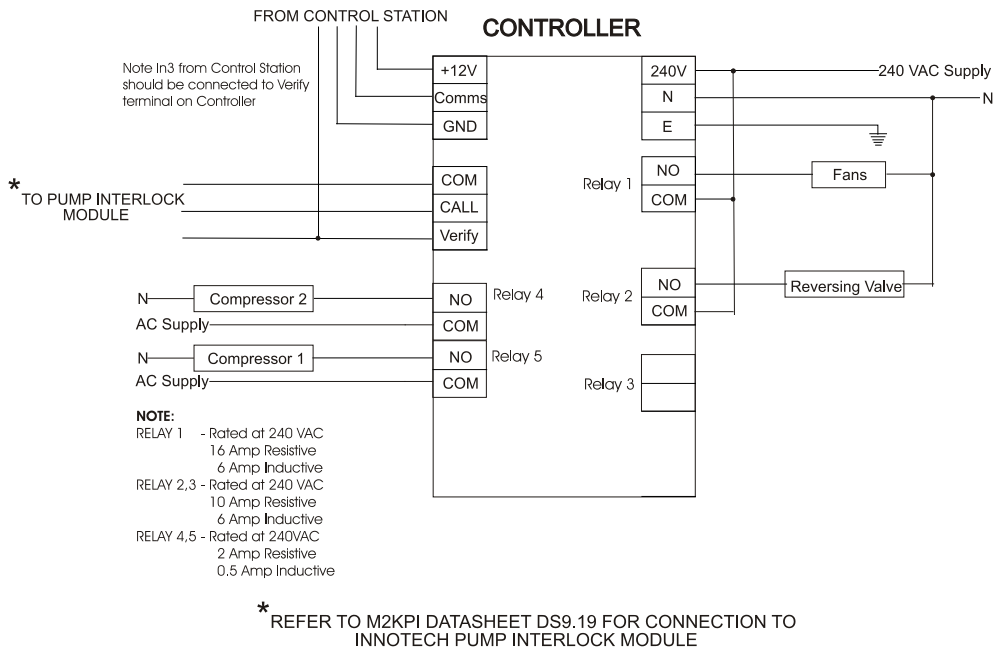 FROM CONTROL STATION
CONTROLLER
Note In3 from Control Station
should be connected to Verify
terminal on Controller
+12V
Comms
GND
240V
N
E
240 VAC Supply
N
COM
CALL
Verify
*
TO PUMP INTERLOCK
MODULE
Relay 1
NO
COM
Fans
N
Compressor 2
NO
Relay 4
AC Supply
COM
N
Compressor 1
NO
Relay 5
AC Supply
COM
Relay 2
NO
COM
Reversing Valve
Relay 3
NOTE:
RELAY 1 - Rated at 240 VAC
16 Amp Resistive
6 Amp Inductive
RELAY 2,3 - Rated at 240 VAC
10 Amp Resistive
6 Amp Inductive
RELAY 4,5 - Rated at 240VAC
2 Amp Resistive
0.5 Amp Inductive
*REFER TO M2KPI DATASHEET DS9.19 FOR CONNECTION TO
INNOTECH PUMP INTERLOCK MODULE